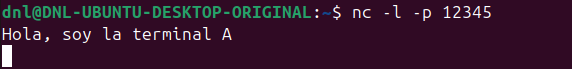 dnl@DNL-UBUNTU-DESKTOP-ORIGINAL:~$ nc -l -p 12345
Hola, soy la terminal A